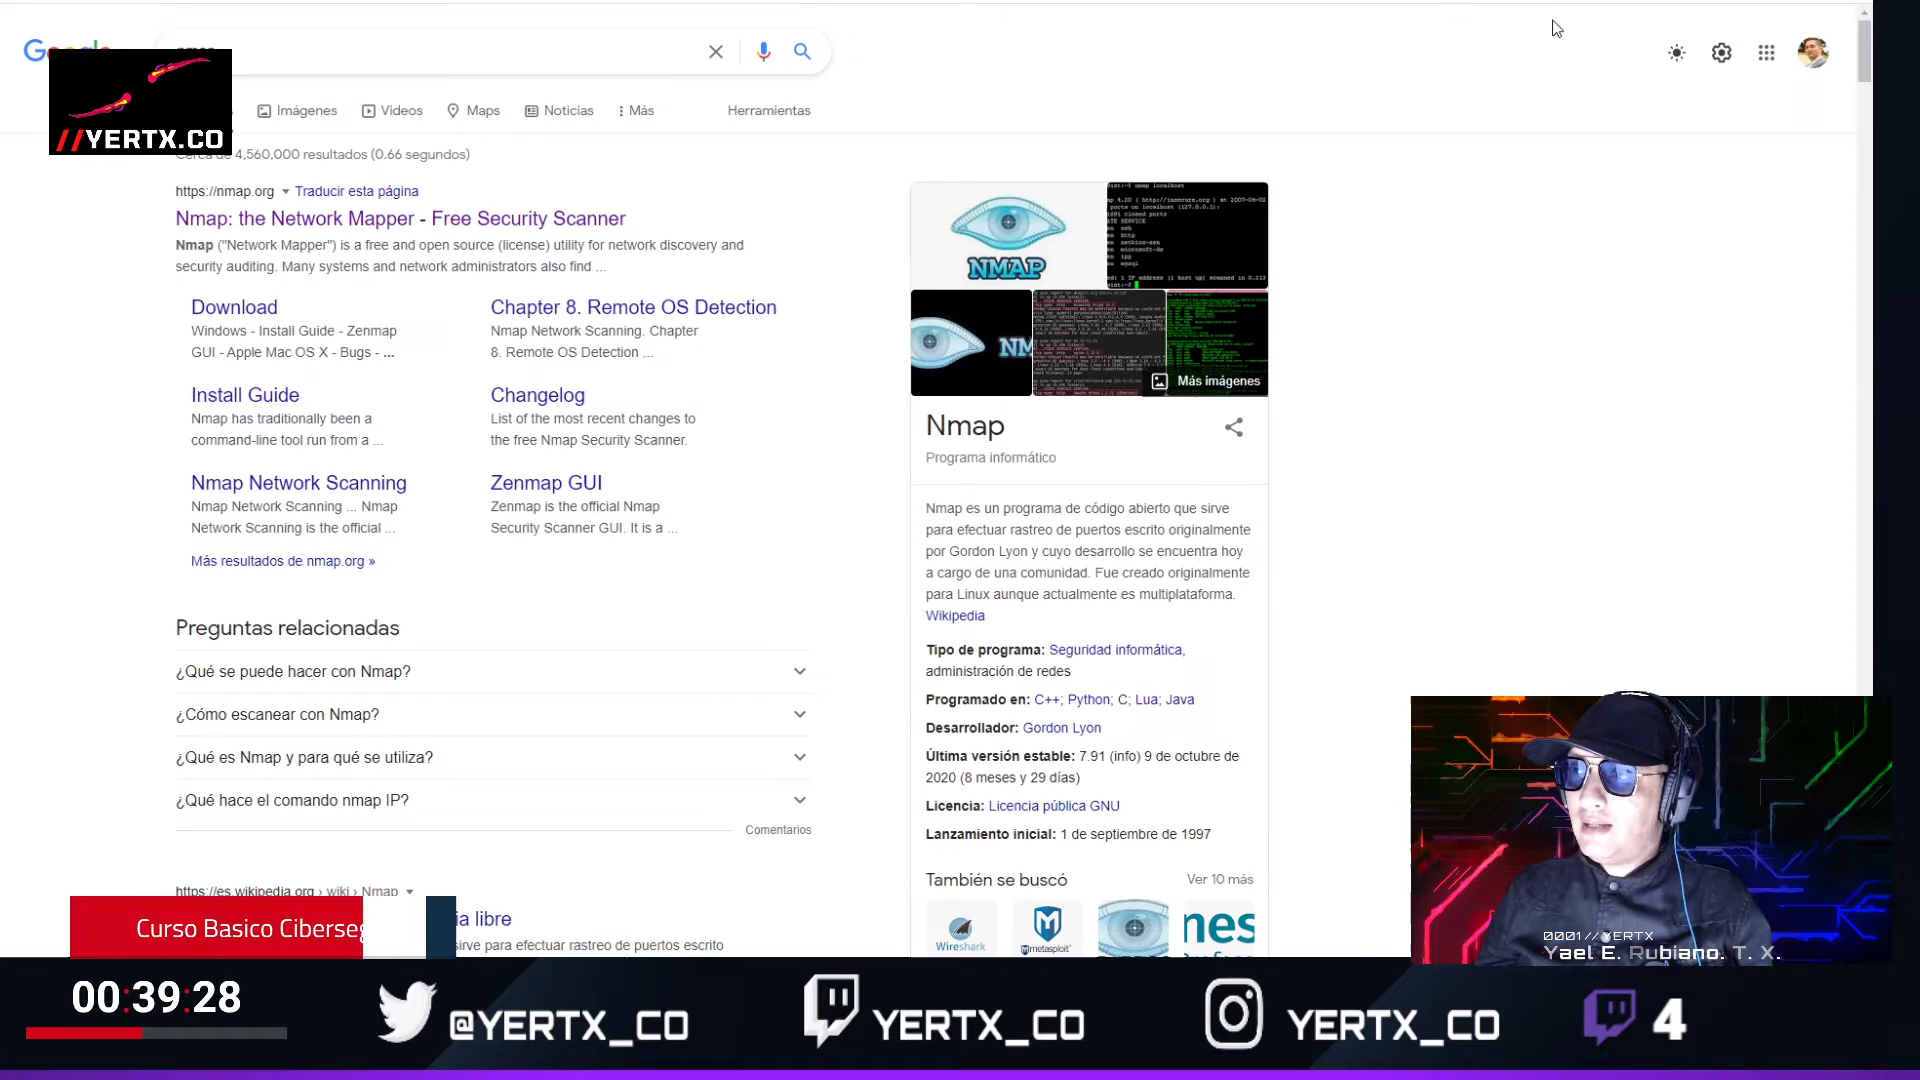 //YERTX.CO
Imágenes
Videos
Maps
Noticias
Más
Herramientas
Cerca de 4,560,000 resultados (0.66 segundos)
https://nmap.org
Traducir esta página
Nmap: the Network Mapper - Free Security Scanner
Nmap ("Network Mapper") is a free and open source (license) utility for network discovery and
security auditing. Many systems and network administrators also find ...
Download
Windows - Install Guide - Zenmap
GUI - Apple Mac OS X - Bugs - ...
Chapter 8. Remote OS Detection
Nmap Network Scanning. Chapter
8. Remote OS Detection ...
Install Guide
Nmap has traditionally been a
command-line tool run from a ...
Changelog
List of the most recent changes to
the free Nmap Security Scanner.
Nmap Network Scanning
Nmap Network Scanning ... Nmap
Network Scanning is the official ...
Zenmap GUI
Zenmap is the official Nmap
Security Scanner GUI. It is a ...
Más resultados de nmap.org »
Preguntas relacionadas
¿Qué se puede hacer con Nmap?
¿Cómo escanear con Nmap?
¿Qué es Nmap y para qué se utiliza?
¿Qué hace el comando nmap IP?
Comentarios
https://es.wikipedia.org › wiki › Nmap
ia libre
sirve para efectuar rastreo de puertos escrito
NMAP
Más imágenes
Nmap
Programa informático
Nmap es un programa de código abierto que sirve
para efectuar rastreo de puertos escrito originalmente
por Gordon Lyon y cuyo desarrollo se encuentra hoy
a cargo de una comunidad. Fue creado originalmente
para Linux aunque actualmente es multiplataforma.
Wikipedia
Tipo de programa: Seguridad informática,
administración de redes
Programado en: C++; Python; C; Lua; Java
Desarrollador: Gordon Lyon
Última versión estable: 7.91 (info) 9 de octubre de
2020 (8 meses y 29 días)
Licencia: Licencia pública GNU
Lanzamiento inicial: 1 de septiembre de 1997
También se buscó
Ver 10 más
WIRESHARK
metasploit
nes
Curso Basico Ciberseg
0001 // YERTX
Yael E. Rubiano. T. X.
00:39:28
@YERTX_CO
YERTX_CO
YERTX_CO
4